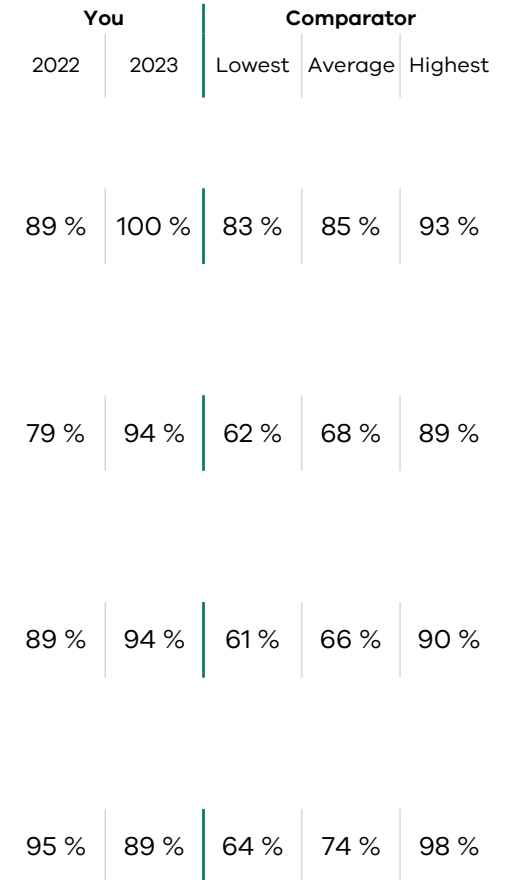 You Comparator
2022 2023 Lowest Average Highest
89 % 100 % 83 % 85 % 93 %
79 % 94 % 62 % 68 % 89 %
89 % 94 % 61 % 66 % 90 %
95 % 89 % 64 % 74 % 98 %